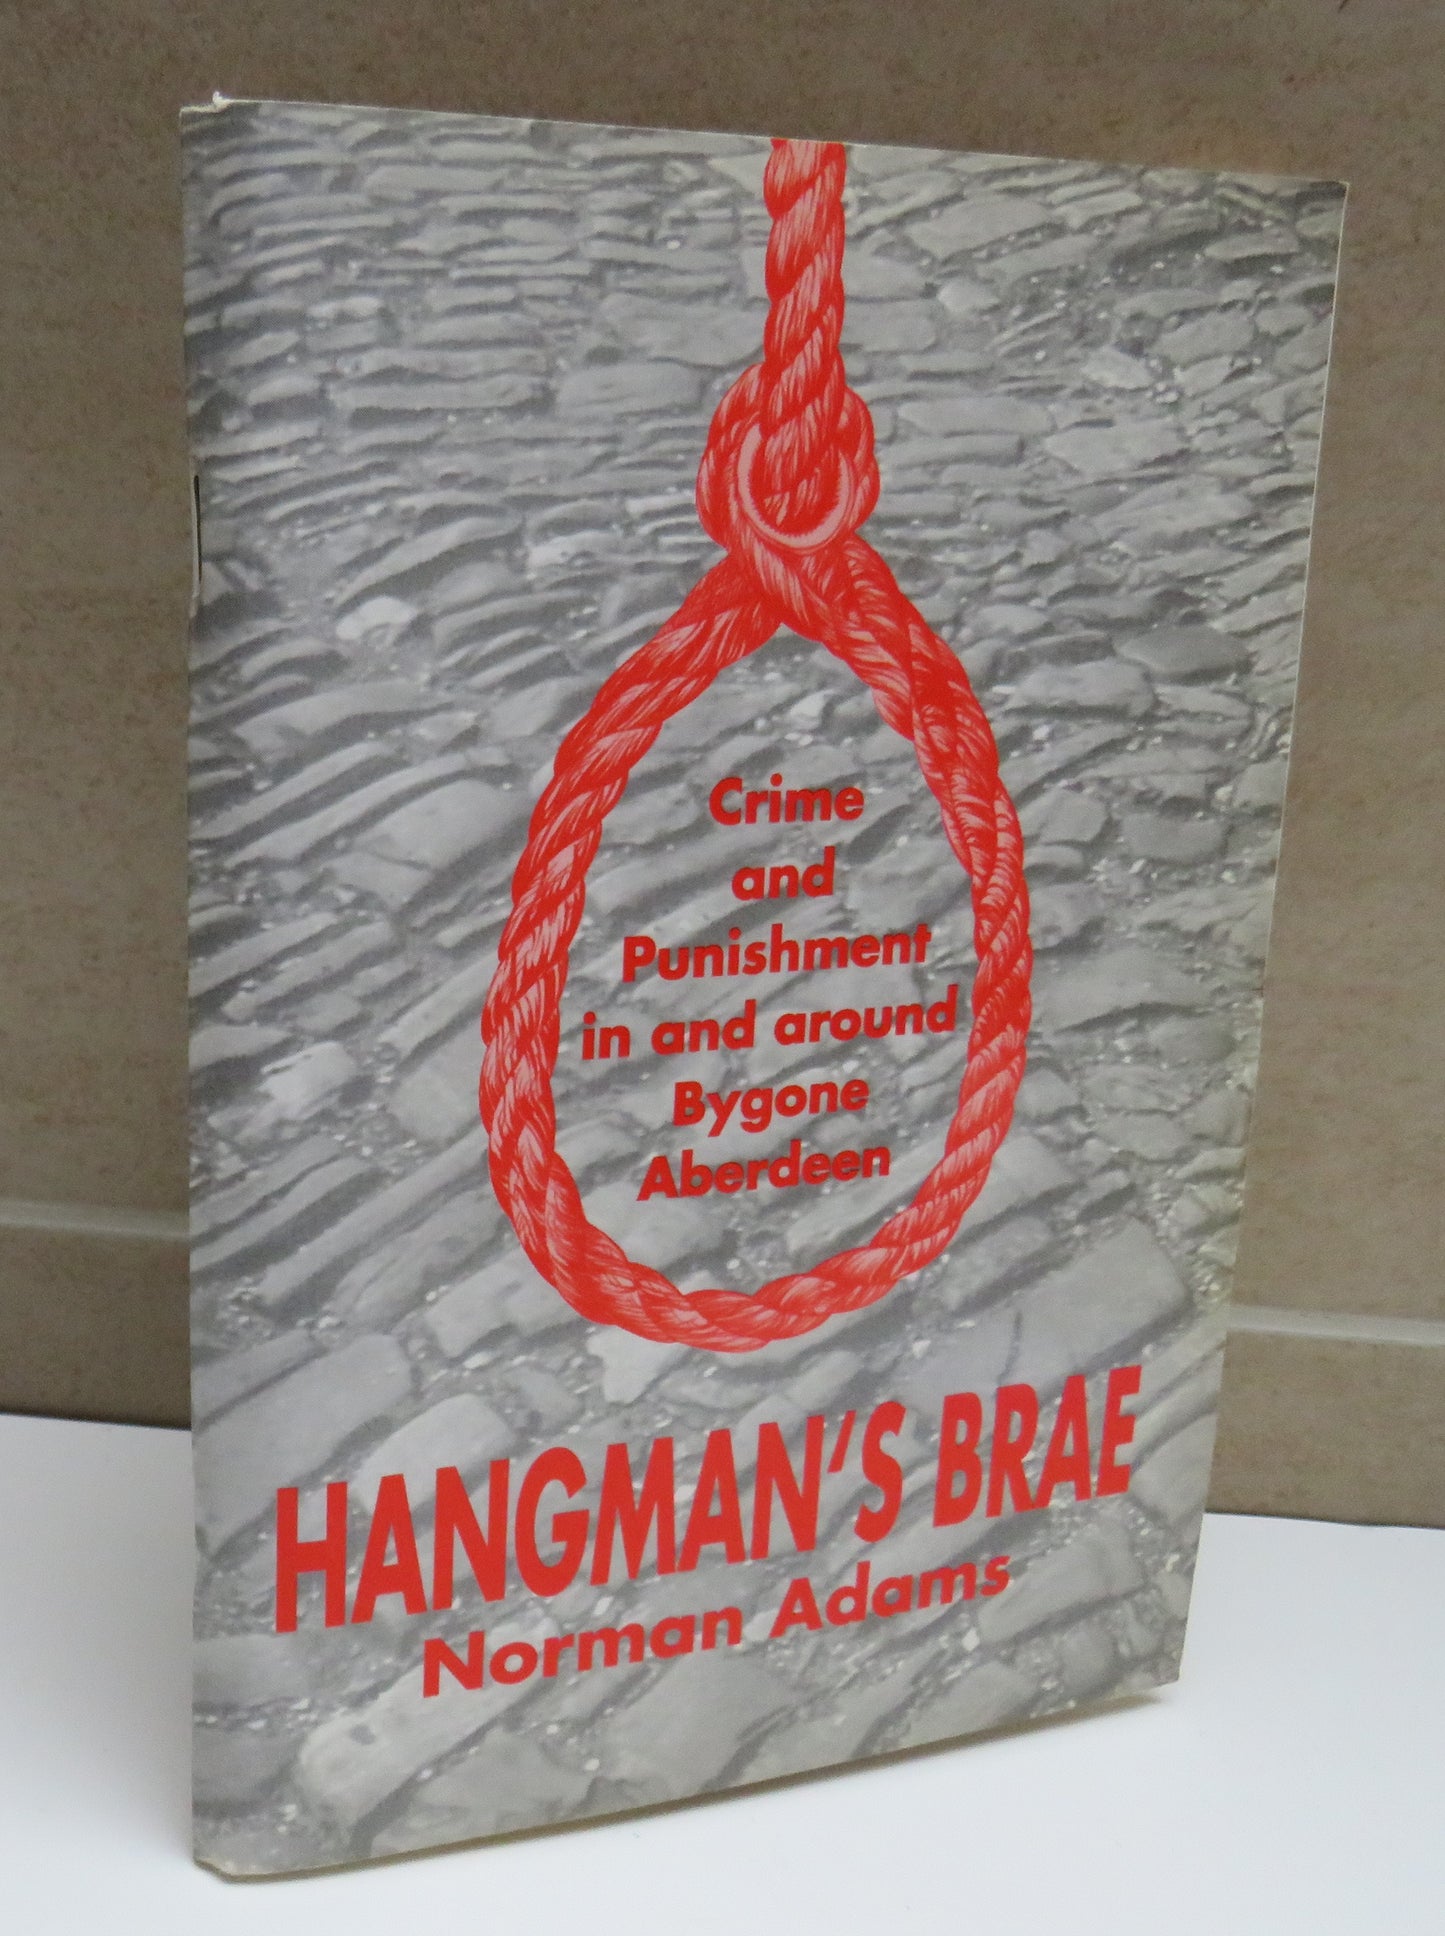 Crime
and
Punishment
in and around
Bygone
Aberdeen
HANGMAN'S BRAE
Norman Adams